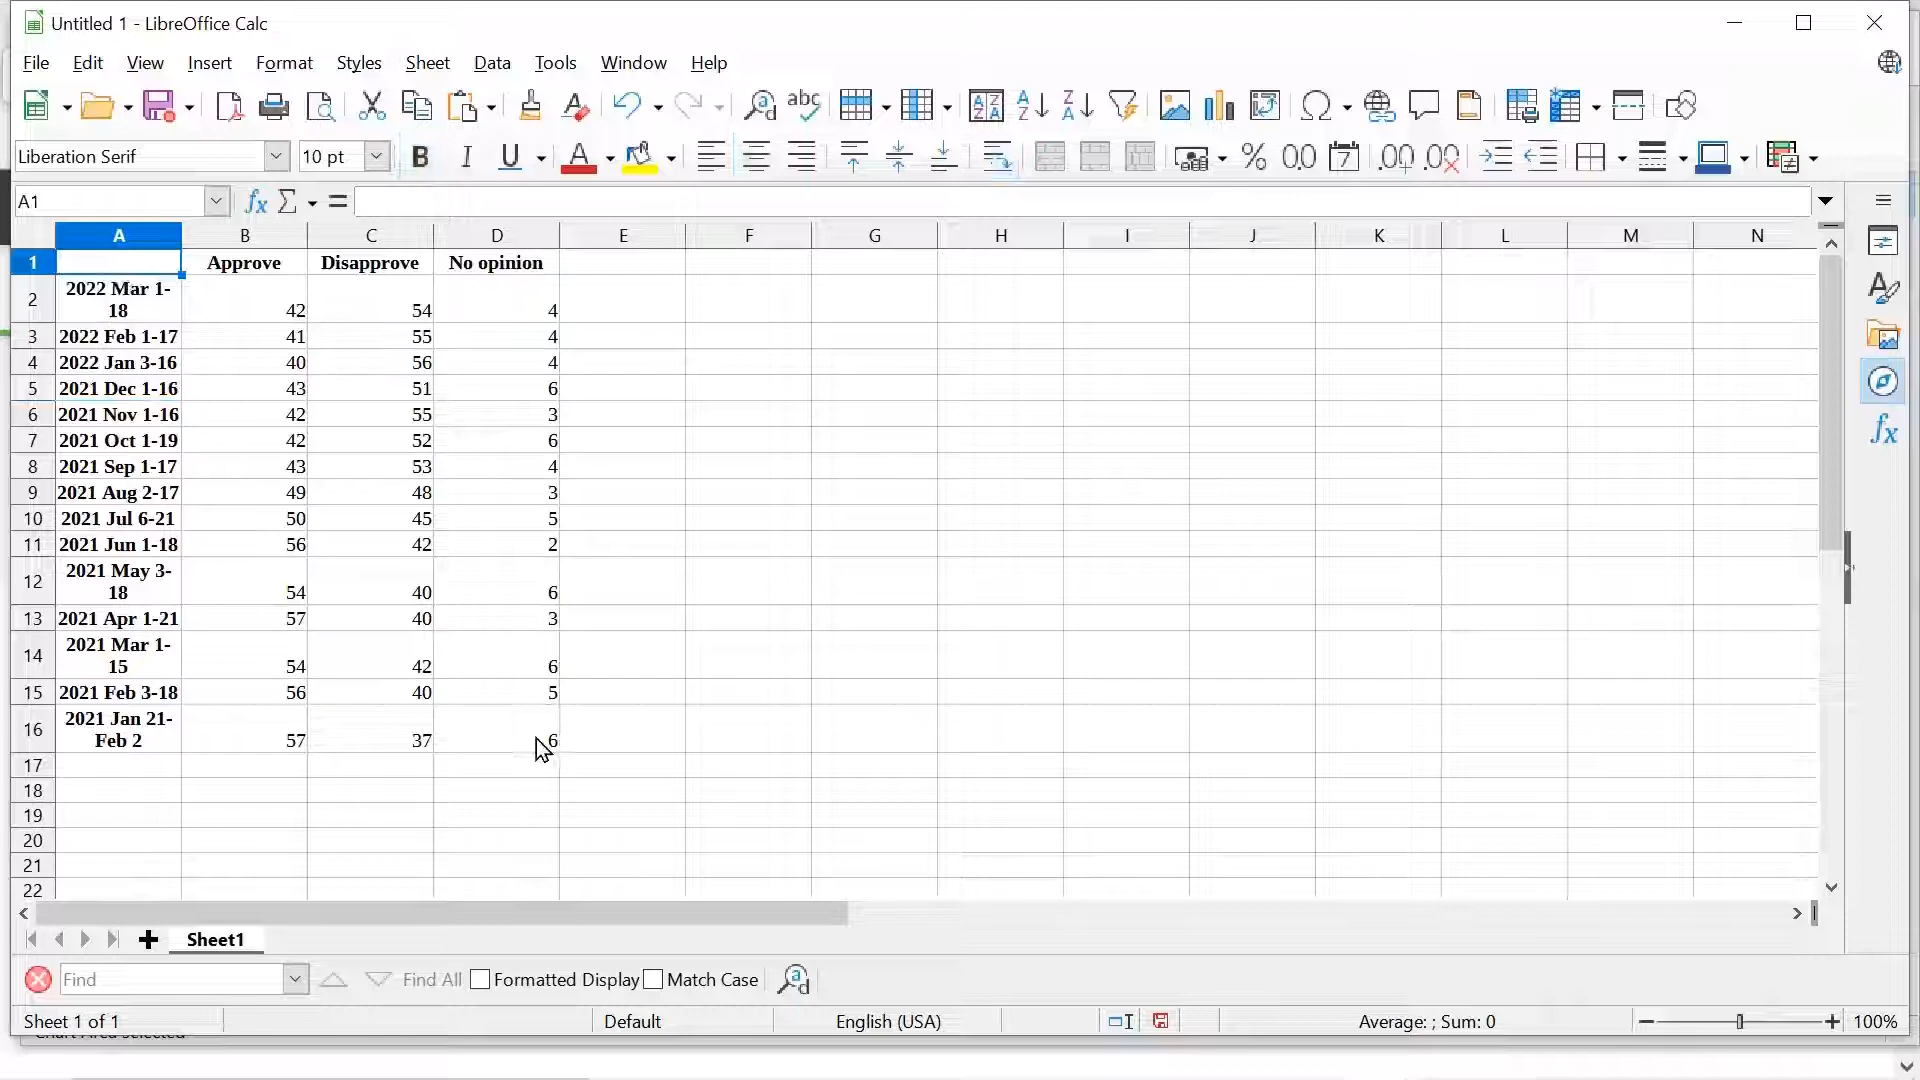 Untitled 1 - LibreOffice Calc
File Edit View Insert Format Styles Sheet Data Tools Window Help
Liberation Serif 10 pt
A1
A B C D E F G H I J K L M N
1 Approve Disapprove No opinion
2 2022 Mar 1-
18 42 54 4
3 2022 Feb 1-17 41 55 4
4 2022 Jan 3-16 40 56 4
5 2021 Dec 1-16 43 51 6
6 2021 Nov 1-16 42 55 3
7 2021 Oct 1-19 42 52 6
8 2021 Sep 1-17 43 53 4
9 2021 Aug 2-17 49 48 3
10 2021 Jul 6-21 50 45 5
11 2021 Jun 1-18 56 42 2
12 2021 May 3-
18 54 40 6
13 2021 Apr 1-21 57 40 3
14 2021 Mar 1-
15 54 42 6
15 2021 Feb 3-18 56 40 5
16 2021 Jan 21-
Feb 2 57 37 6
17
18
19
20
21
22
Sheet1
Find Find All Formatted Display Match Case
Sheet 1 of 1 Default English (USA) Average: ; Sum: 0 100%